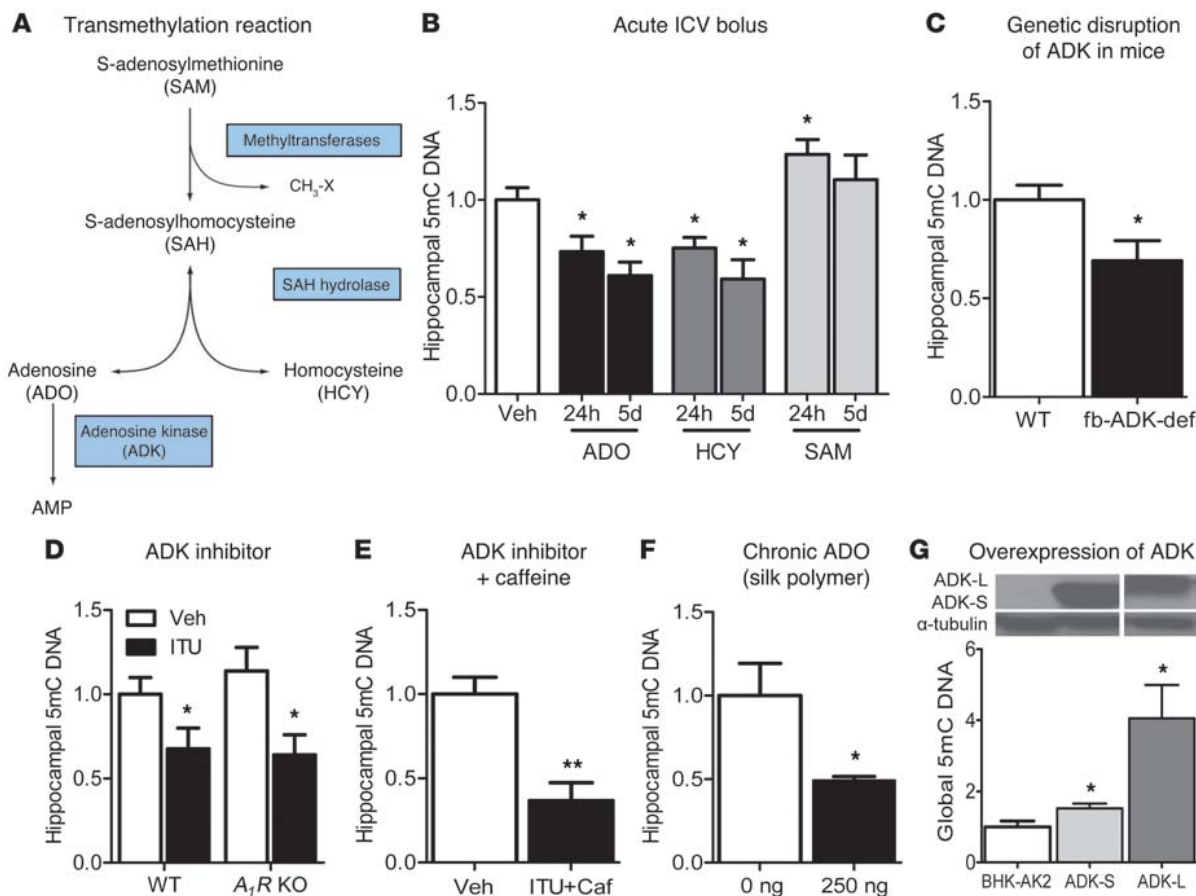 A Transmethylation reaction
S-adenosylmethionine
(SAM)
Methyltransferases
CH3-X
S-adenosylhomocysteine
(SAH)
SAH hydrolase
Adenosine
(ADO)
Homocysteine
(HCY)
Adenosine kinase
(ADK)
AMP
B Acute ICV bolus
Hippocampal 5mC DNA
1.5
1.0
0.5
0.0
* * * * *
Veh 24h 5d 24h 5d 24h 5d
ADO HCY SAM
C Genetic disruption
of ADK in mice
Hippocampal 5mC DNA
1.5
1.0
0.5
0.0
*
WT fb-ADK-def
D ADK inhibitor
Hippocampal 5mC DNA
1.5
1.0
0.5
0.0
Veh
ITU
* *
WT A1R KO
E ADK inhibitor
+ caffeine
Hippocampal 5mC DNA
1.5
1.0
0.5
0.0
**
Veh ITU+Caf
F Chronic ADO
(silk polymer)
Hippocampal 5mC DNA
1.5
1.0
0.5
0.0
*
0 ng 250 ng
G Overexpression of ADK
ADK-L
ADK-S
α-tubulin
Global 5mC DNA
6
4
2
0
* *
BHK-AK2 ADK-S ADK-L